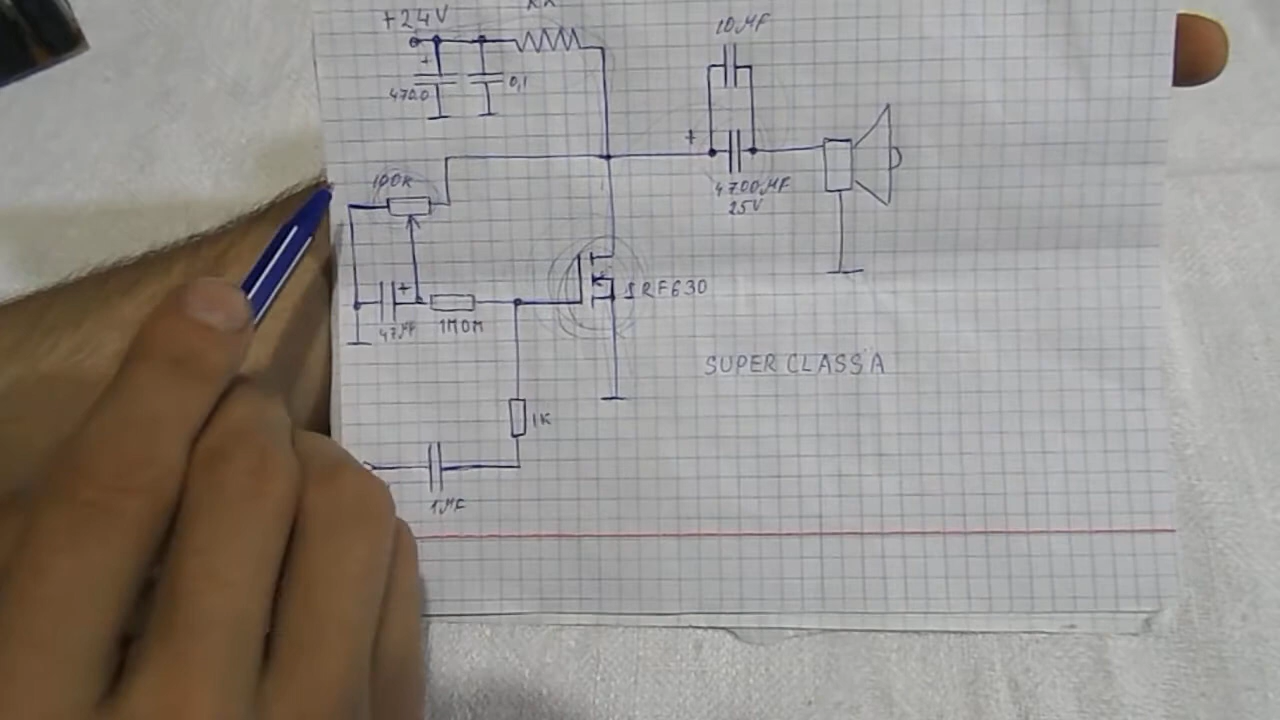 +24V
10MF
4700
0,1
+
+
4700MF
25V
100K
+
47MF
1MOM
IRF630
SUPER CLASS A
1K
1MF